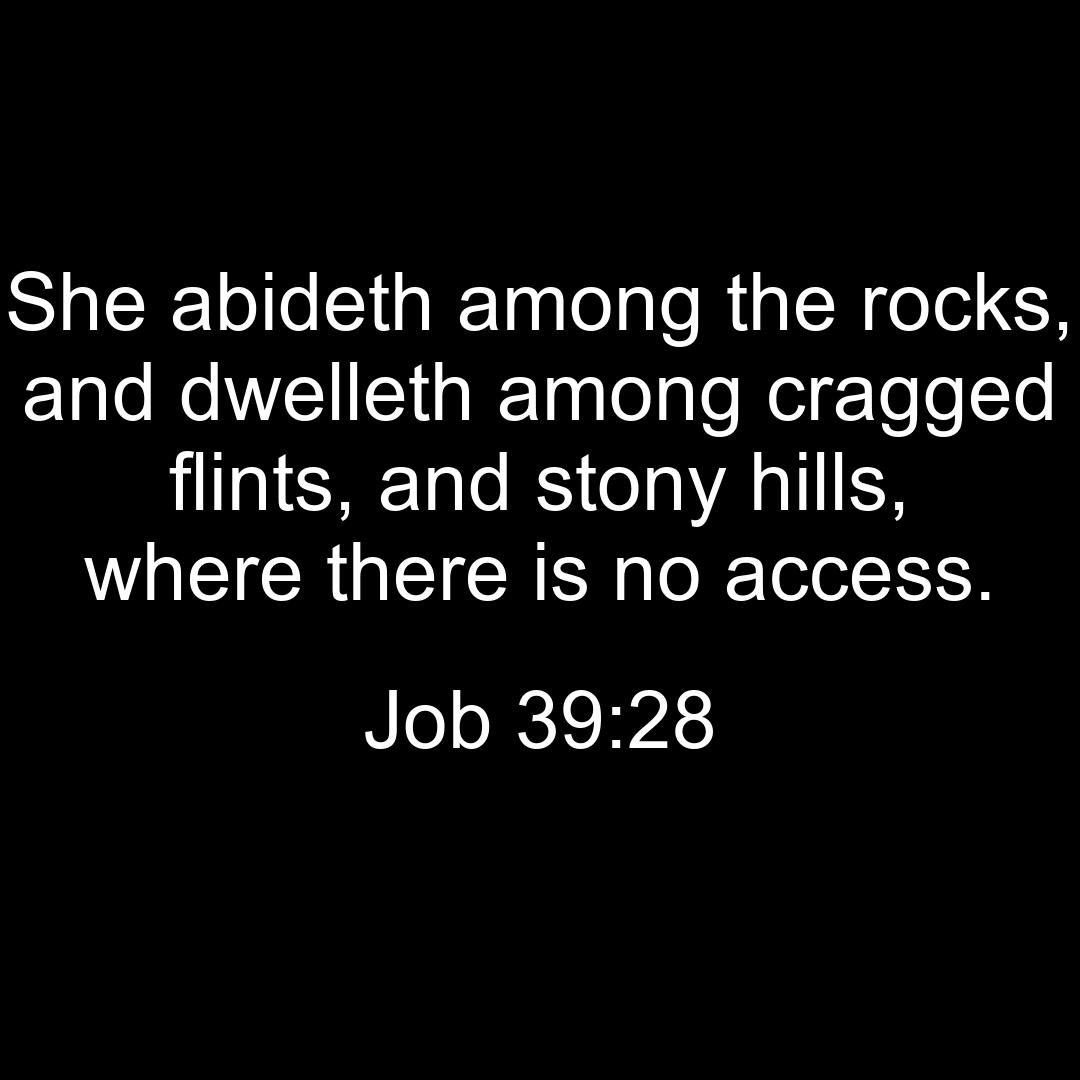 She abideth among the rocks,
and dwelleth among cragged
flints, and stony hills,
where there is no access.
Job 39:28